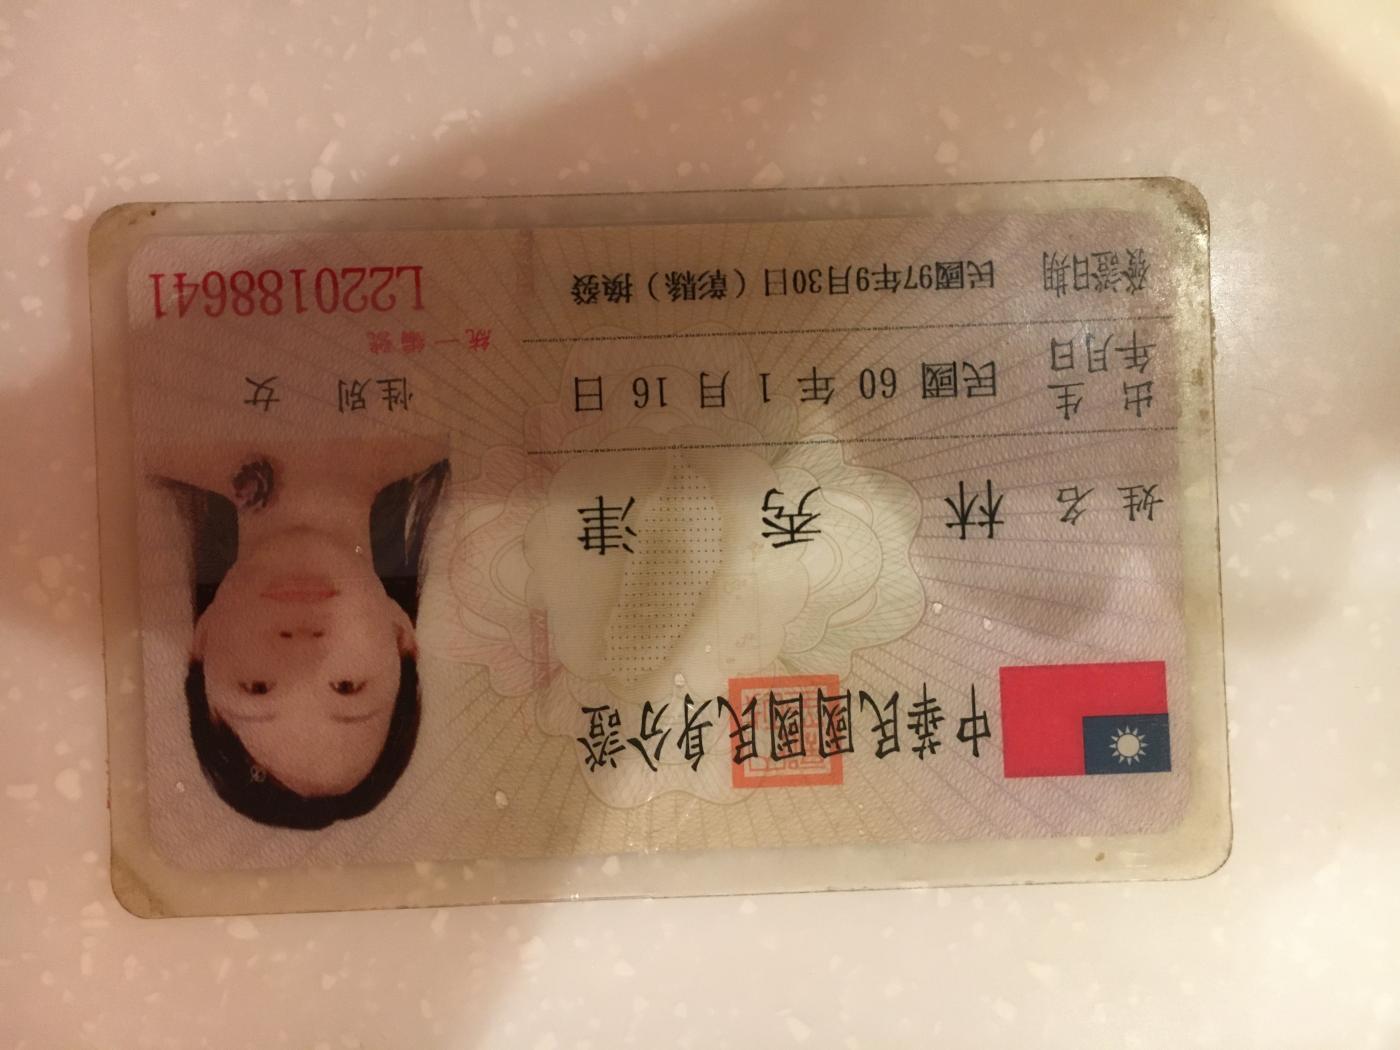 中華民國國民身分證
姓名 林秀津
出生年月日 民國 60 年 1 月 16 日
性別 女
發證日期 民國97年9月30日（彰縣）換發
統一編號
L220188641